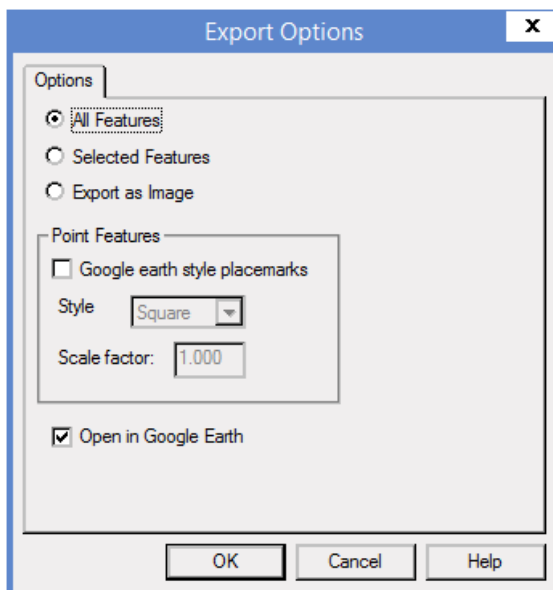 Export Options
x
Options
All Features
Selected Features
Export as Image
Point Features
Google earth style placemarks
Style Square
Scale factor: 1.000
Open in Google Earth
OK Cancel Help